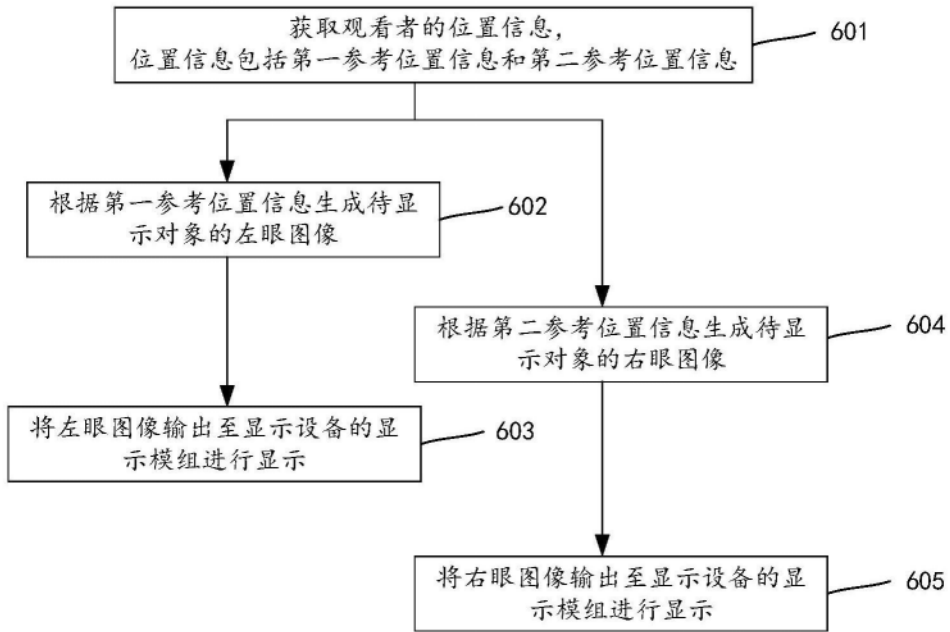 获取观看者的位置信息,
位置信息包括第一参考位置信息和第二参考位置信息
601
根据第一参考位置信息生成待显
示对象的左眼图像
602
根据第二参考位置信息生成待显
示对象的右眼图像
604
将左眼图像输出至显示设备的显
示模组进行显示
603
将右眼图像输出至显示设备的显
示模组进行显示
605